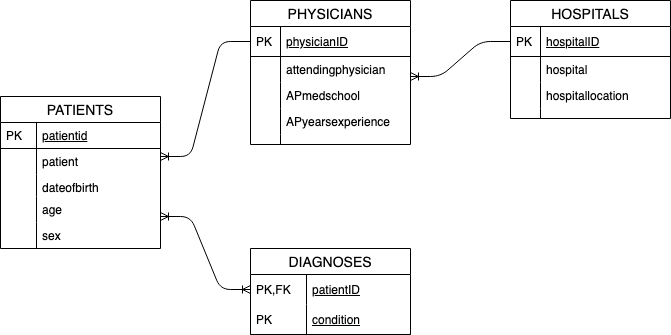 PHYSICIANS
PK physicianID
attendingphysician
APmedschool
APyearsexperience
HOSPITALS
PK hospitalID
hospital
hospitallocation
PATIENTS
PK patientid
patient
dateofbirth
age
sex
DIAGNOSES
PK,FK patientID
PK condition